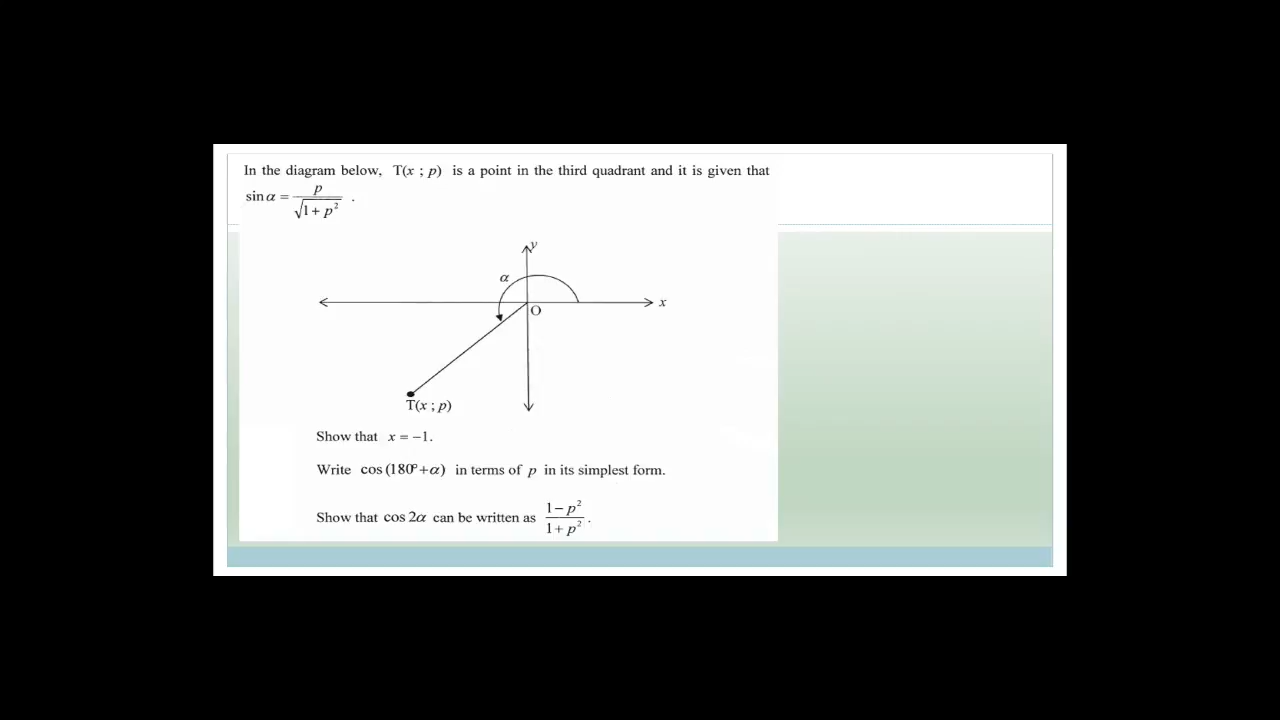 In the diagram below, T(x ; p) is a point in the third quadrant and it is given that
sin α = p / √(1 + p²) .
y
α
x
O
T(x ; p)
Show that x = −1.
Write cos (180° + α) in terms of p in its simplest form.
Show that cos 2α can be written as (1 − p²) / (1 + p²) .